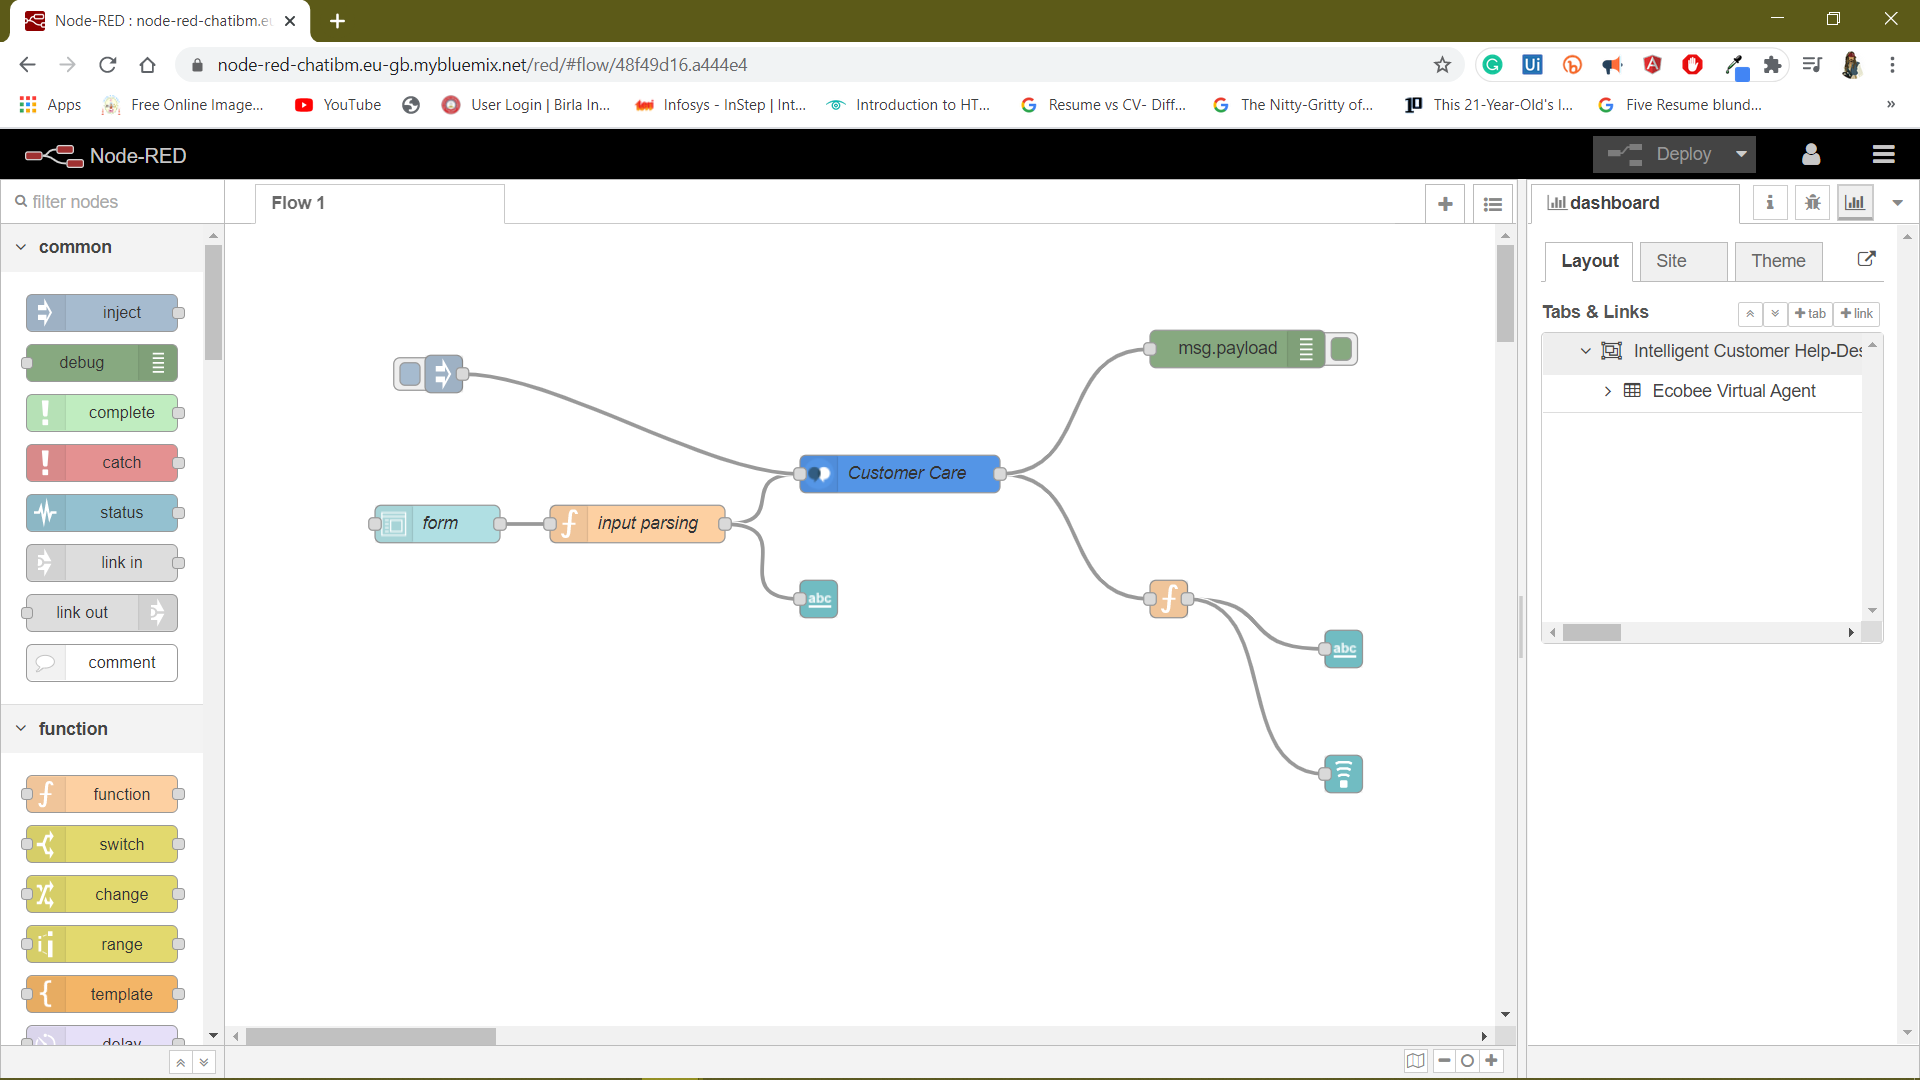 Node-RED : node-red-chatibm.eu
node-red-chatibm.eu-gb.mybluemix.net/red/#flow/48f49d16.a444e4
Apps
Free Online Image...
YouTube
User Login | Birla In...
Infosys - InStep | Int...
Introduction to HT...
Resume vs CV- Diff...
The Nitty-Gritty of...
This 21-Year-Old's I...
Five Resume blund...
»
Node-RED
Deploy
filter nodes
Flow 1
dashboard
common
inject
debug
complete
catch
status
link in
link out
comment
function
function
switch
change
range
template
delay
msg.payload
Customer Care
form
input parsing
abc
abc
Layout
Site
Theme
Tabs & Links
tab
link
Intelligent Customer Help-Des
Ecobee Virtual Agent